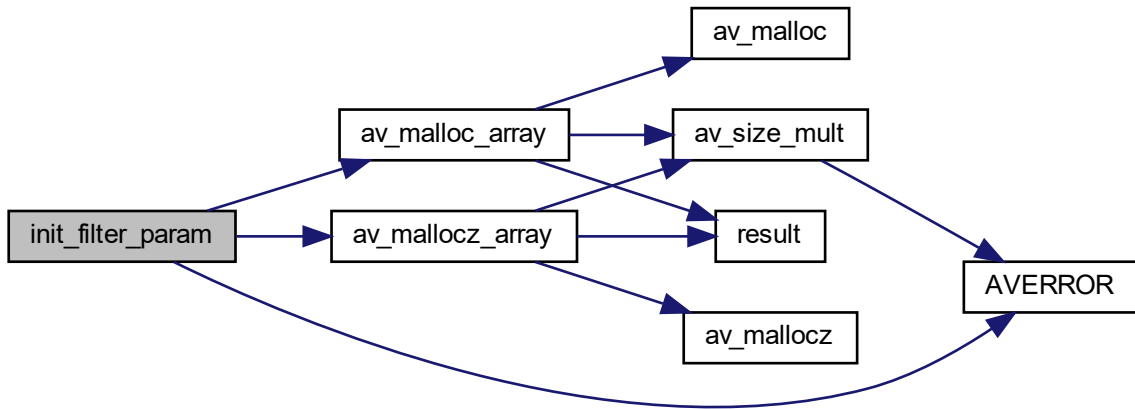 av_malloc
av_malloc_array
av_size_mult
init_filter_param
av_mallocz_array
result
AVERROR
av_mallocz